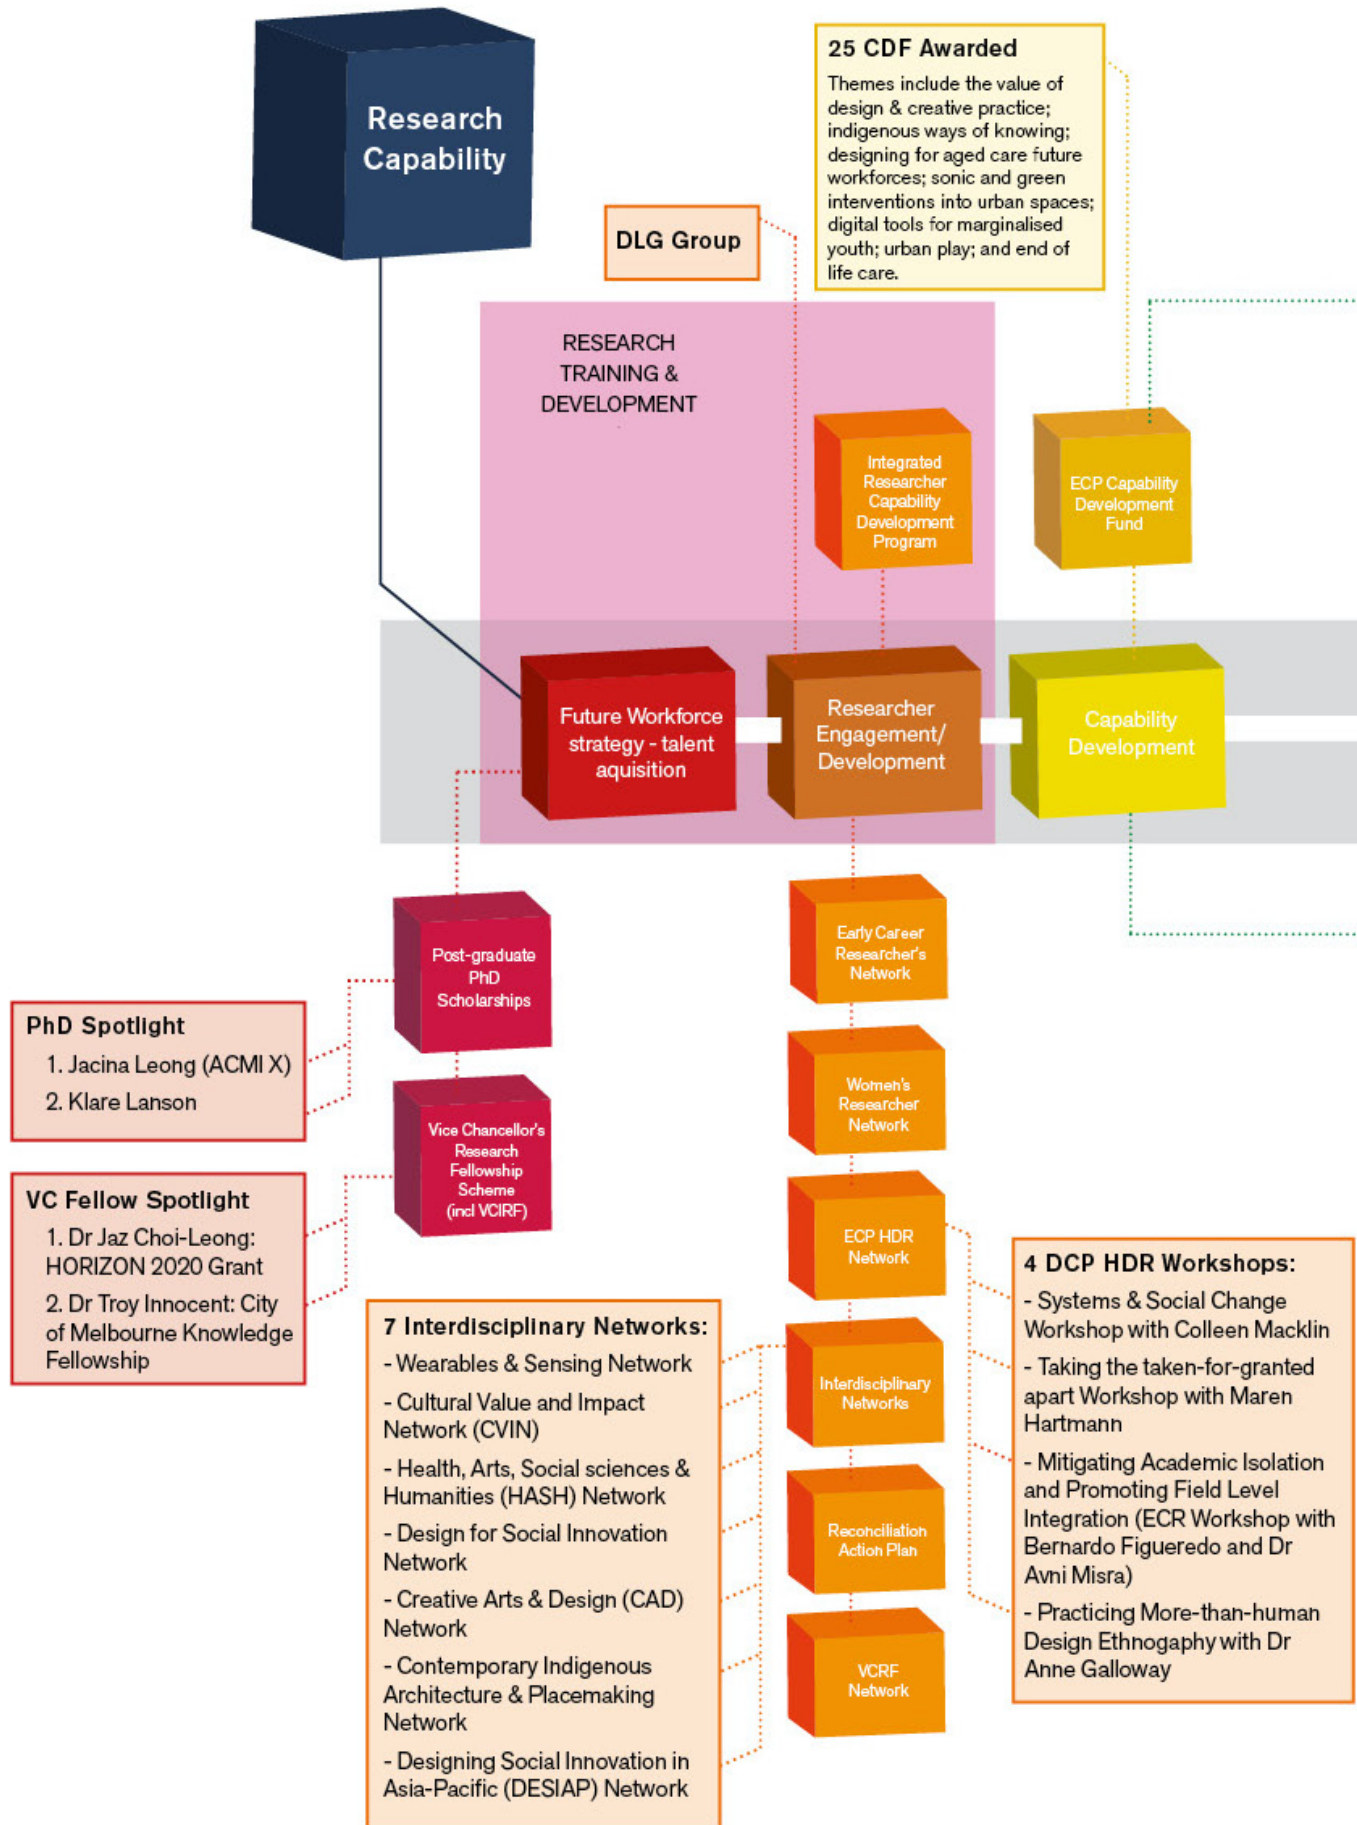 Research
Capability
25 CDF Awarded
Themes include the value of
design & creative practice;
indigenous ways of knowing;
designing for aged care future
workforces; sonic and green
interventions into urban spaces;
digital tools for marginalised
youth; urban play; and end of
life care.
DLG Group
RESEARCH
TRAINING &
DEVELOPMENT
Integrated
Researcher
Capability
Development
Program
ECP Capability
Development
Fund
Future Workforce
strategy - talent
aquisition
Researcher
Engagement/
Development
Capability
Development
Post-graduate
PhD
Scholarships
Vice Chancellor's
Research
Fellowship
Scheme
(incl VCIRF)
PhD Spotlight
1. Jacina Leong (ACMI X)
2. Klare Lanson
VC Fellow Spotlight
1. Dr Jaz Choi-Leong:
HORIZON 2020 Grant
2. Dr Troy Innocent: City
of Melbourne Knowledge
Fellowship
Early Career
Researcher's
Network
Women's
Researcher
Network
ECP HDR
Network
Interdisciplinary
Networks
Reconciliation
Action Plan
VCRF
Network
7 Interdisciplinary Networks:
- Wearables & Sensing Network
- Cultural Value and Impact
Network (CVIN)
- Health, Arts, Social sciences &
Humanities (HASH) Network
- Design for Social Innovation
Network
- Creative Arts & Design (CAD)
Network
- Contemporary Indigenous
Architecture & Placemaking
Network
- Designing Social Innovation in
Asia-Pacific (DESIAP) Network
4 DCP HDR Workshops:
- Systems & Social Change
Workshop with Colleen Macklin
- Taking the taken-for-granted
apart Workshop with Maren
Hartmann
- Mitigating Academic Isolation
and Promoting Field Level
Integration (ECR Workshop with
Bernardo Figueredo and Dr
Avni Misra)
- Practicing More-than-human
Design Ethnogaphy with Dr
Anne Galloway